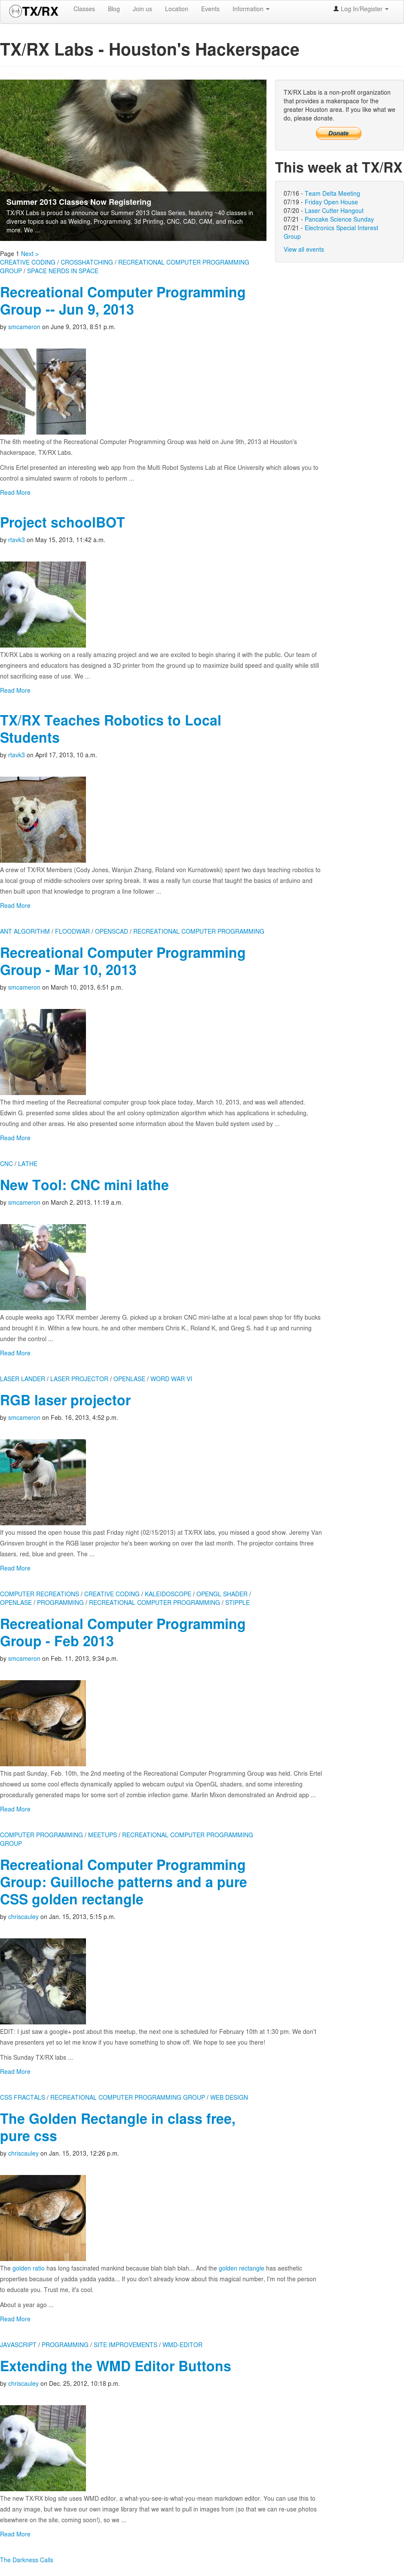 TX/RX
Classes
Blog
Join us
Location
Events
Information
Log In/Register
TX/RX Labs - Houston's Hackerspace
Summer 2013 Classes Now Registering
TX/RX Labs is proud to announce our Summer 2013 Class Series, featuring ~40 classes in
diverse topics such as Welding, Programming, 3d Printing, CNC, CAD, CAM, and much
more. We ...
TX/RX Labs is a non-profit organization
that provides a makerspace for the
greater Houston area. If you like what we
do, please donate.
Donate
This week at TX/RX
07/16 - Team Delta Meeting
07/19 - Friday Open House
07/20 - Laser Cutter Hangout
07/21 - Pancake Science Sunday
07/21 - Electronics Special Interest
Group
View all events
Page 1 Next >
CREATIVE CODING / CROSSHATCHING / RECREATIONAL COMPUTER PROGRAMMING
GROUP / SPACE NERDS IN SPACE
Recreational Computer Programming
Group -- Jun 9, 2013
by smcameron on June 9, 2013, 8:51 p.m.
The 6th meeting of the Recreational Computer Programming Group was held on June 9th, 2013 at Houston's
hackerspace, TX/RX Labs.
Chris Ertel presented an interesting web app from the Multi Robot Systems Lab at Rice University which allows you to
control a simulated swarm of robots to perform ...
Read More
Project schoolBOT
by rtavk3 on May 15, 2013, 11:42 a.m.
TX/RX Labs is working on a really amazing project and we are excited to begin sharing it with the public. Our team of
engineers and educators has designed a 3D printer from the ground up to maximize build speed and quality while still
not sacrificing ease of use. We ...
Read More
TX/RX Teaches Robotics to Local
Students
by rtavk3 on April 17, 2013, 10 a.m.
A crew of TX/RX Members (Cody Jones, Wanjun Zhang, Roland von Kurnatowski) spent two days teaching robotics to
a local group of middle-schoolers over spring break. It was a really fun course that taught the basics of arduino and
then built upon that knowledge to program a line follower ...
Read More
ANT ALGORITHM / FLOODWAR / OPENSCAD / RECREATIONAL COMPUTER PROGRAMMING
Recreational Computer Programming
Group - Mar 10, 2013
by smcameron on March 10, 2013, 6:51 p.m.
The third meeting of the Recreational Computer group took place today, March 10, 2013, and was well attended.
Edwin G. presented some slides about the ant colony optimization algorithm which has applications in scheduling,
routing and other areas. He also presented some information about the Maven build system used by ...
Read More
CNC / LATHE
New Tool: CNC mini lathe
by smcameron on March 2, 2013, 11:19 a.m.
A couple weeks ago TX/RX member Jeremy G. picked up a broken CNC mini-lathe at a local pawn shop for fifty bucks
and brought it in. Within a few hours, he and other members Chris K., Roland K, and Greg S. had it up and running
under the control ...
Read More
LASER LANDER / LASER PROJECTOR / OPENLASE / WORD WAR VI
RGB laser projector
by smcameron on Feb. 16, 2013, 4:52 p.m.
If you missed the open house this past Friday night (02/15/2013) at TX/RX labs, you missed a good show. Jeremy Van
Grinsven brought in the RGB laser projector he's been working on over the last month. The projector contains three
lasers, red, blue and green. The ...
Read More
COMPUTER RECREATIONS / CREATIVE CODING / KALEIDOSCOPE / OPENGL SHADER /
OPENLASE / PROGRAMMING / RECREATIONAL COMPUTER PROGRAMMING / STIPPLE
Recreational Computer Programming
Group - Feb 2013
by smcameron on Feb. 11, 2013, 9:34 p.m.
This past Sunday, Feb. 10th, the 2nd meeting of the Recreational Computer Programming Group was held. Chris Ertel
showed us some cool effects dynamically applied to webcam output via OpenGL shaders, and some interesting
procedurally generated maps for some sort of zombie infection game. Marlin Mixon demonstrated an Android app ...
Read More
COMPUTER PROGRAMMING / MEETUPS / RECREATIONAL COMPUTER PROGRAMMING
GROUP
Recreational Computer Programming
Group: Guilloche patterns and a pure
CSS golden rectangle
by chriscauley on Jan. 15, 2013, 5:15 p.m.
EDIT: I just saw a google+ post about this meetup, the next one is scheduled for February 10th at 1:30 pm. We don't
have presenters yet so let me know if you have something to show off. We hope to see you there!
This Sunday TX/RX labs ...
Read More
CSS FRACTALS / RECREATIONAL COMPUTER PROGRAMMING GROUP / WEB DESIGN
The Golden Rectangle in class free,
pure css
by chriscauley on Jan. 15, 2013, 12:26 p.m.
The golden ratio has long fascinated mankind because blah blah blah... And the golden rectangle has aesthetic
properties because of yadda yadda yadda... If you don't already know about this magical number, I'm not the person
to educate you. Trust me, it's cool.
About a year ago ...
Read More
JAVASCRIPT / PROGRAMMING / SITE IMPROVEMENTS / WMD-EDITOR
Extending the WMD Editor Buttons
by chriscauley on Dec. 25, 2012, 10:18 p.m.
The new TX/RX blog site uses WMD editor, a what-you-see-is-what-you-mean markdown editor. You can use this to
add any image, but we have our own image library that we want to pull in images from (so that we can re-use photos
elsewhere on the site, coming soon!), so we ...
Read More
The Darkness Calls